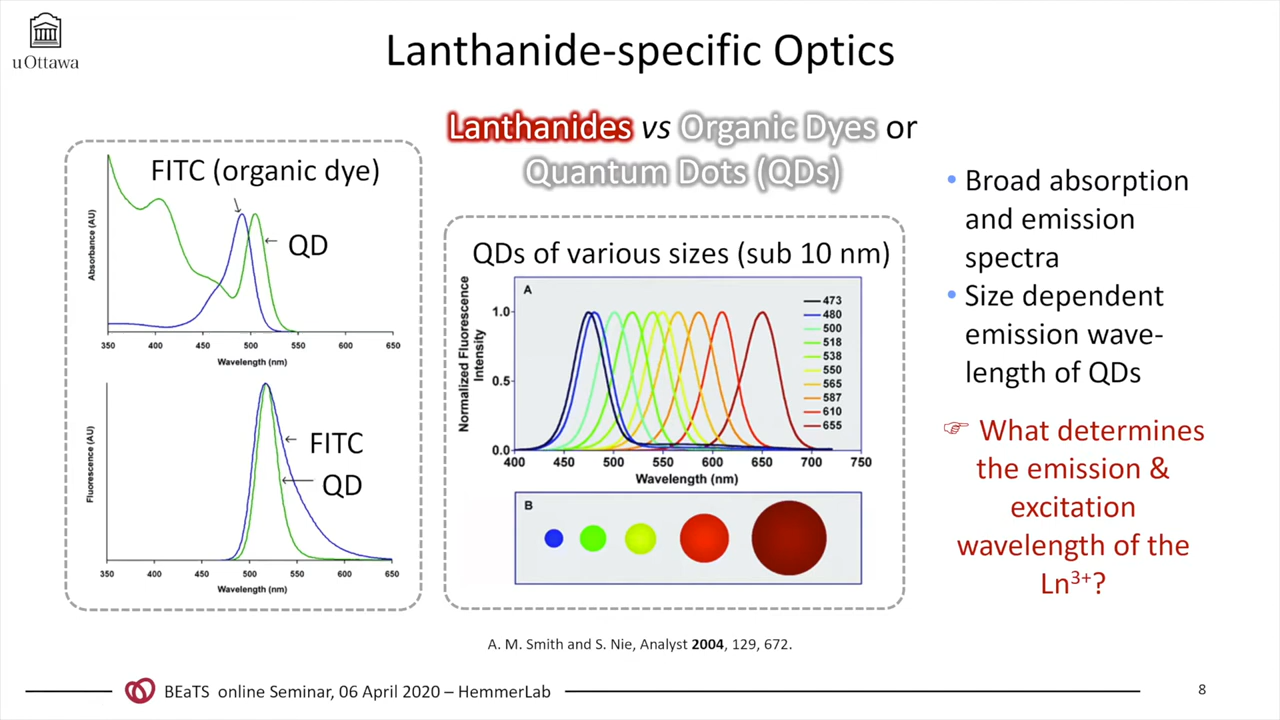 uOttawa
Lanthanide-specific Optics
Lanthanides vs Organic Dyes or
Quantum Dots (QDs)
FITC (organic dye)
QD
Absorbance (AU)
350 400 450 500 550 600 650
Wavelength (nm)
FITC
QD
Fluorescence (AU)
350 400 450 500 550 600 650
Wavelength (nm)
QDs of various sizes (sub 10 nm)
A
Normalized Fluorescence
Intensity
1.0
0.5
0.0
473
480
500
518
538
550
565
587
610
655
400 450 500 550 600 650 700 750
Wavelength (nm)
B
• Broad absorption
and emission
spectra
• Size dependent
emission wave-
length of QDs
☞ What determines
the emission &
excitation
wavelength of the
Ln³⁺?
A. M. Smith and S. Nie, Analyst 2004, 129, 672.
BEaTS online Seminar, 06 April 2020 – HemmerLab
8